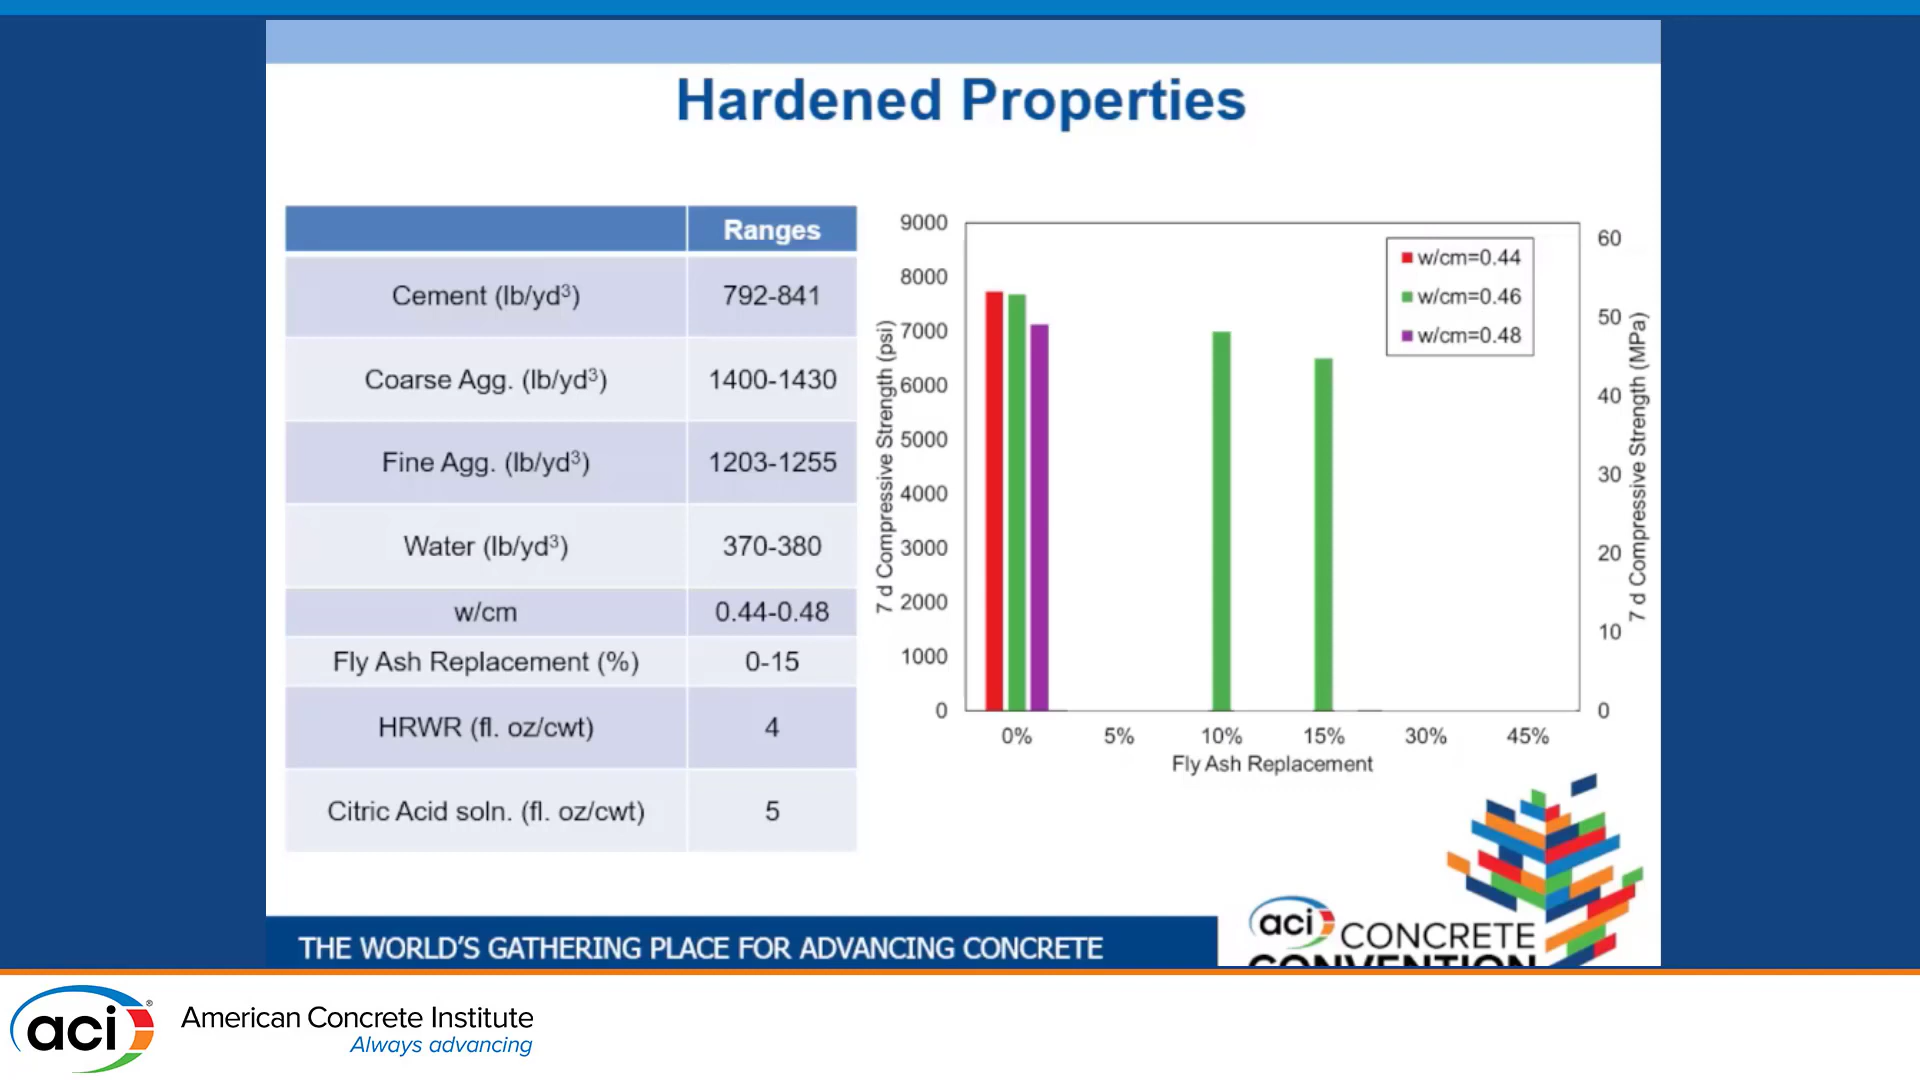 Hardened Properties
Ranges
Cement (lb/yd³) 792-841
Coarse Agg. (lb/yd³) 1400-1430
Fine Agg. (lb/yd³) 1203-1255
Water (lb/yd³) 370-380
w/cm 0.44-0.48
Fly Ash Replacement (%) 0-15
HRWR (fl. oz/cwt) 4
Citric Acid soln. (fl. oz/cwt) 5
7 d Compressive Strength (psi)
9000
8000
7000
6000
5000
4000
3000
2000
1000
0
w/cm=0.44
w/cm=0.46
w/cm=0.48
60
50
40
30
20
10
0
7 d Compressive Strength (MPa)
0% 5% 10% 15% 30% 45%
Fly Ash Replacement
THE WORLD'S GATHERING PLACE FOR ADVANCING CONCRETE
aci CONCRETE
CONVENTION
aci® American Concrete Institute
Always advancing